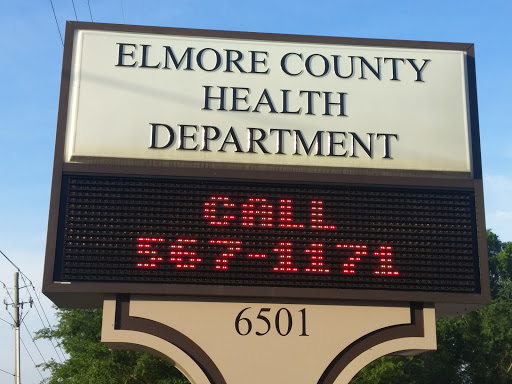 ELMORE COUNTY
HEALTH
DEPARTMENT
CALL
567-1171
6501